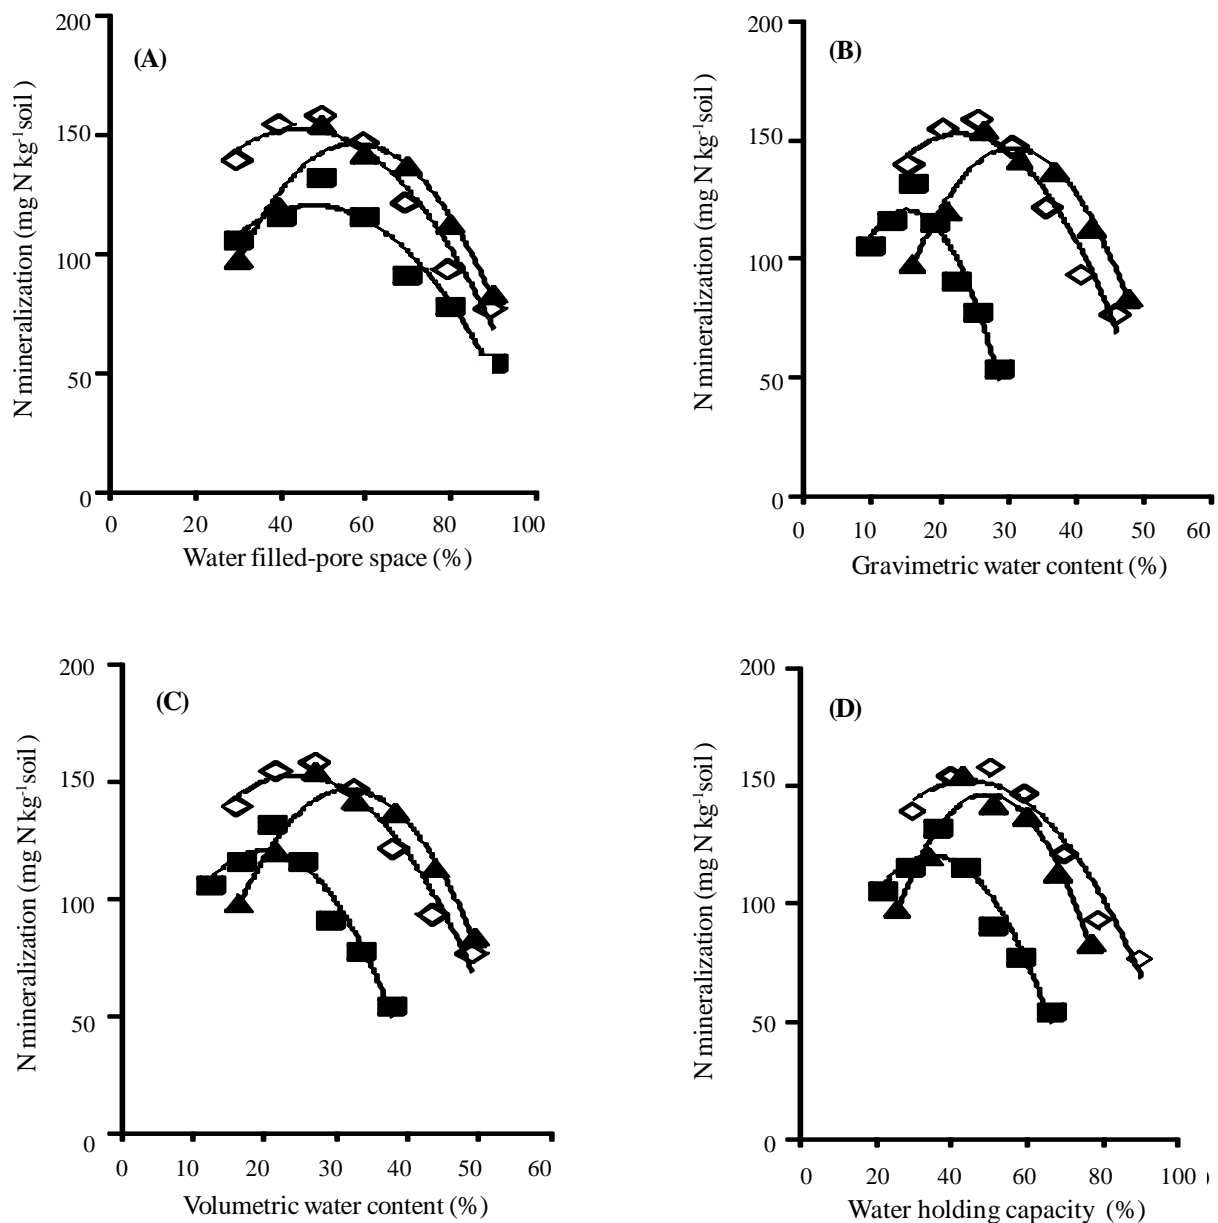 (A)
N mineralization (mg N kg⁻¹soil)
200
150
100
50
0
0 20 40 60 80 100
Water filled-pore space (%)
(B)
N mineralization (mg N kg⁻¹soil)
200
150
100
50
0
0 10 20 30 40 50 60
Gravimetric water content (%)
(C)
N mineralization (mg N kg⁻¹soil )
200
150
100
50
0
0 10 20 30 40 50 60
Volumetric water content (%)
(D)
N mineralization (mg N kg⁻¹soil )
200
150
100
50
0
0 20 40 60 80 100
Water holding capacity (%)